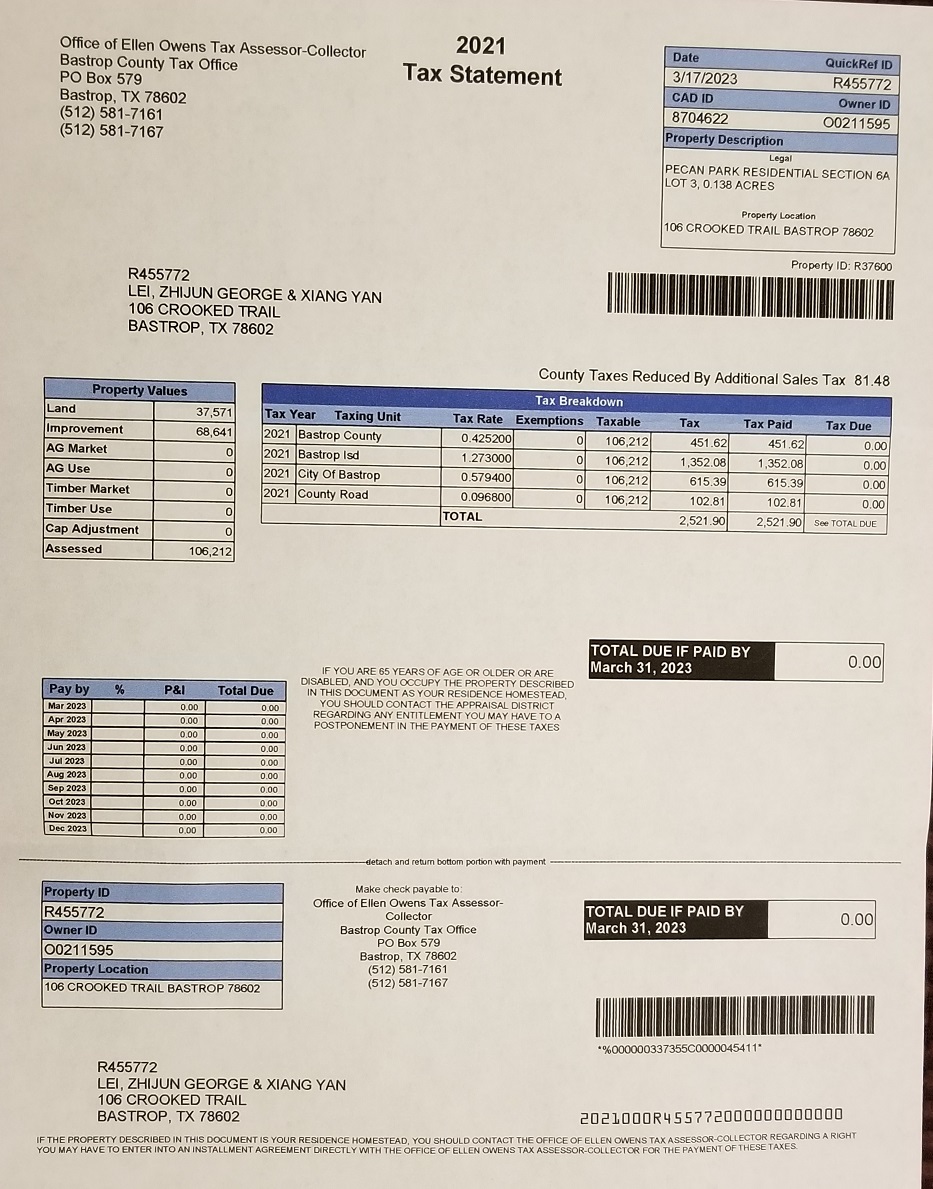 Office of Ellen Owens Tax Assessor-Collector
Bastrop County Tax Office
PO Box 579
Bastrop, TX 78602
(512) 581-7161
(512) 581-7167
2021
Tax Statement
Date QuickRef ID
3/17/2023 R455772
CAD ID Owner ID
8704622 O0211595
Property Description
Legal
PECAN PARK RESIDENTIAL SECTION 6A
LOT 3, 0.138 ACRES
Property Location
106 CROOKED TRAIL BASTROP 78602
Property ID: R37600
R455772
LEI, ZHIJUN GEORGE & XIANG YAN
106 CROOKED TRAIL
BASTROP, TX 78602
County Taxes Reduced By Additional Sales Tax 81.48
Property Values
Land 37,571
Improvement 68,641
AG Market 0
AG Use 0
Timber Market 0
Timber Use 0
Cap Adjustment 0
Assessed 106,212
Tax Breakdown
Tax Year Taxing Unit Tax Rate Exemptions Taxable Tax Tax Paid Tax Due
2021 Bastrop County 0.425200 0 106,212 451.62 451.62 0.00
2021 Bastrop Isd 1.273000 0 106,212 1,352.08 1,352.08 0.00
2021 City Of Bastrop 0.579400 0 106,212 615.39 615.39 0.00
2021 County Road 0.096800 0 106,212 102.81 102.81 0.00
TOTAL 2,521.90 2,521.90 See TOTAL DUE
TOTAL DUE IF PAID BY
March 31, 2023 0.00
Pay by % P&I Total Due
Mar 2023 0.00 0.00
Apr 2023 0.00 0.00
May 2023 0.00 0.00
Jun 2023 0.00 0.00
Jul 2023 0.00 0.00
Aug 2023 0.00 0.00
Sep 2023 0.00 0.00
Oct 2023 0.00 0.00
Nov 2023 0.00 0.00
Dec 2023 0.00 0.00
IF YOU ARE 65 YEARS OF AGE OR OLDER OR ARE
DISABLED, AND YOU OCCUPY THE PROPERTY DESCRIBED
IN THIS DOCUMENT AS YOUR RESIDENCE HOMESTEAD,
YOU SHOULD CONTACT THE APPRAISAL DISTRICT
REGARDING ANY ENTITLEMENT YOU MAY HAVE TO A
POSTPONEMENT IN THE PAYMENT OF THESE TAXES
detach and return bottom portion with payment
Property ID
R455772
Owner ID
O0211595
Property Location
106 CROOKED TRAIL BASTROP 78602
Make check payable to:
Office of Ellen Owens Tax Assessor-
Collector
Bastrop County Tax Office
PO Box 579
Bastrop, TX 78602
(512) 581-7161
(512) 581-7167
TOTAL DUE IF PAID BY
March 31, 2023 0.00
*%000000337355C0000045411*
R455772
LEI, ZHIJUN GEORGE & XIANG YAN
106 CROOKED TRAIL
BASTROP, TX 78602
2021000R455772000000000000
IF THE PROPERTY DESCRIBED IN THIS DOCUMENT IS YOUR RESIDENCE HOMESTEAD, YOU SHOULD CONTACT THE OFFICE OF ELLEN OWENS TAX ASSESSOR-COLLECTOR REGARDING A RIGHT
YOU MAY HAVE TO ENTER INTO AN INSTALLMENT AGREEMENT DIRECTLY WITH THE OFFICE OF ELLEN OWENS TAX ASSESSOR-COLLECTOR FOR THE PAYMENT OF THESE TAXES.